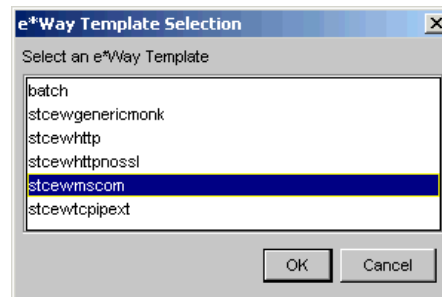 e*Way Template Selection
Select an e*Way Template
batch
stcewgenericmonk
stcewhttp
stcewhttpnossl
stcewmscom
stcewtcpipext
OK Cancel